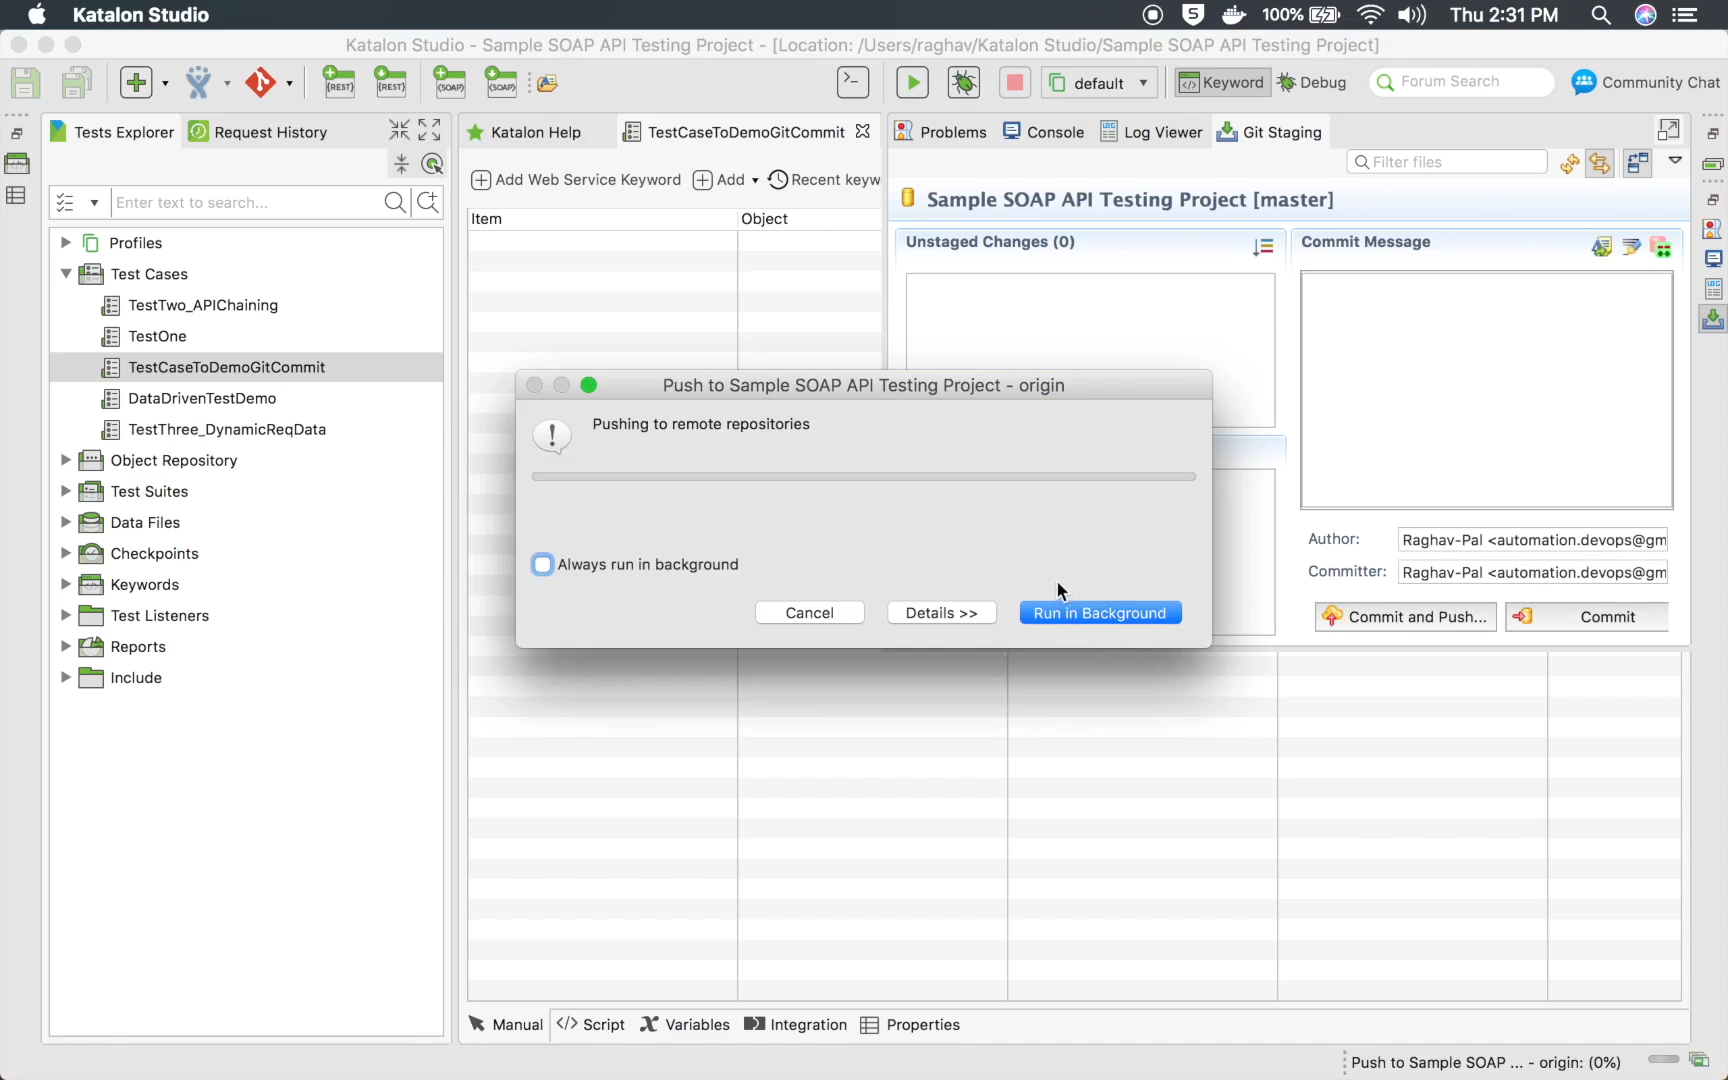 Katalon Studio
S
100%
Thu 2:31 PM
Katalon Studio - Sample SOAP API Testing Project - [Location: /Users/raghav/Katalon Studio/Sample SOAP API Testing Project]
{REST}
{REST}
{SOAP}
{SOAP}
default
Keyword
Debug
Forum Search
Community Chat
Tests Explorer
Request History
Katalon Help
TestCaseToDemoGitCommit
Problems
Console
Log Viewer
Git Staging
Filter files
Add Web Service Keyword
Add
Recent keyw
Enter text to search...
Sample SOAP API Testing Project [master]
Item
Object
Unstaged Changes (0)
Commit Message
Profiles
Test Cases
TestTwo_APIChaining
TestOne
TestCaseToDemoGitCommit
DataDrivenTestDemo
TestThree_DynamicReqData
Object Repository
Test Suites
Data Files
Checkpoints
Keywords
Test Listeners
Reports
Include
Push to Sample SOAP API Testing Project - origin
Pushing to remote repositories
Always run in background
Cancel
Details >>
Run in Background
Author:
Raghav-Pal <automation.devops@gm
Committer:
Raghav-Pal <automation.devops@gm
Commit and Push...
Commit
Manual
</> Script
Variables
Integration
Properties
Push to Sample SOAP ... - origin: (0%)